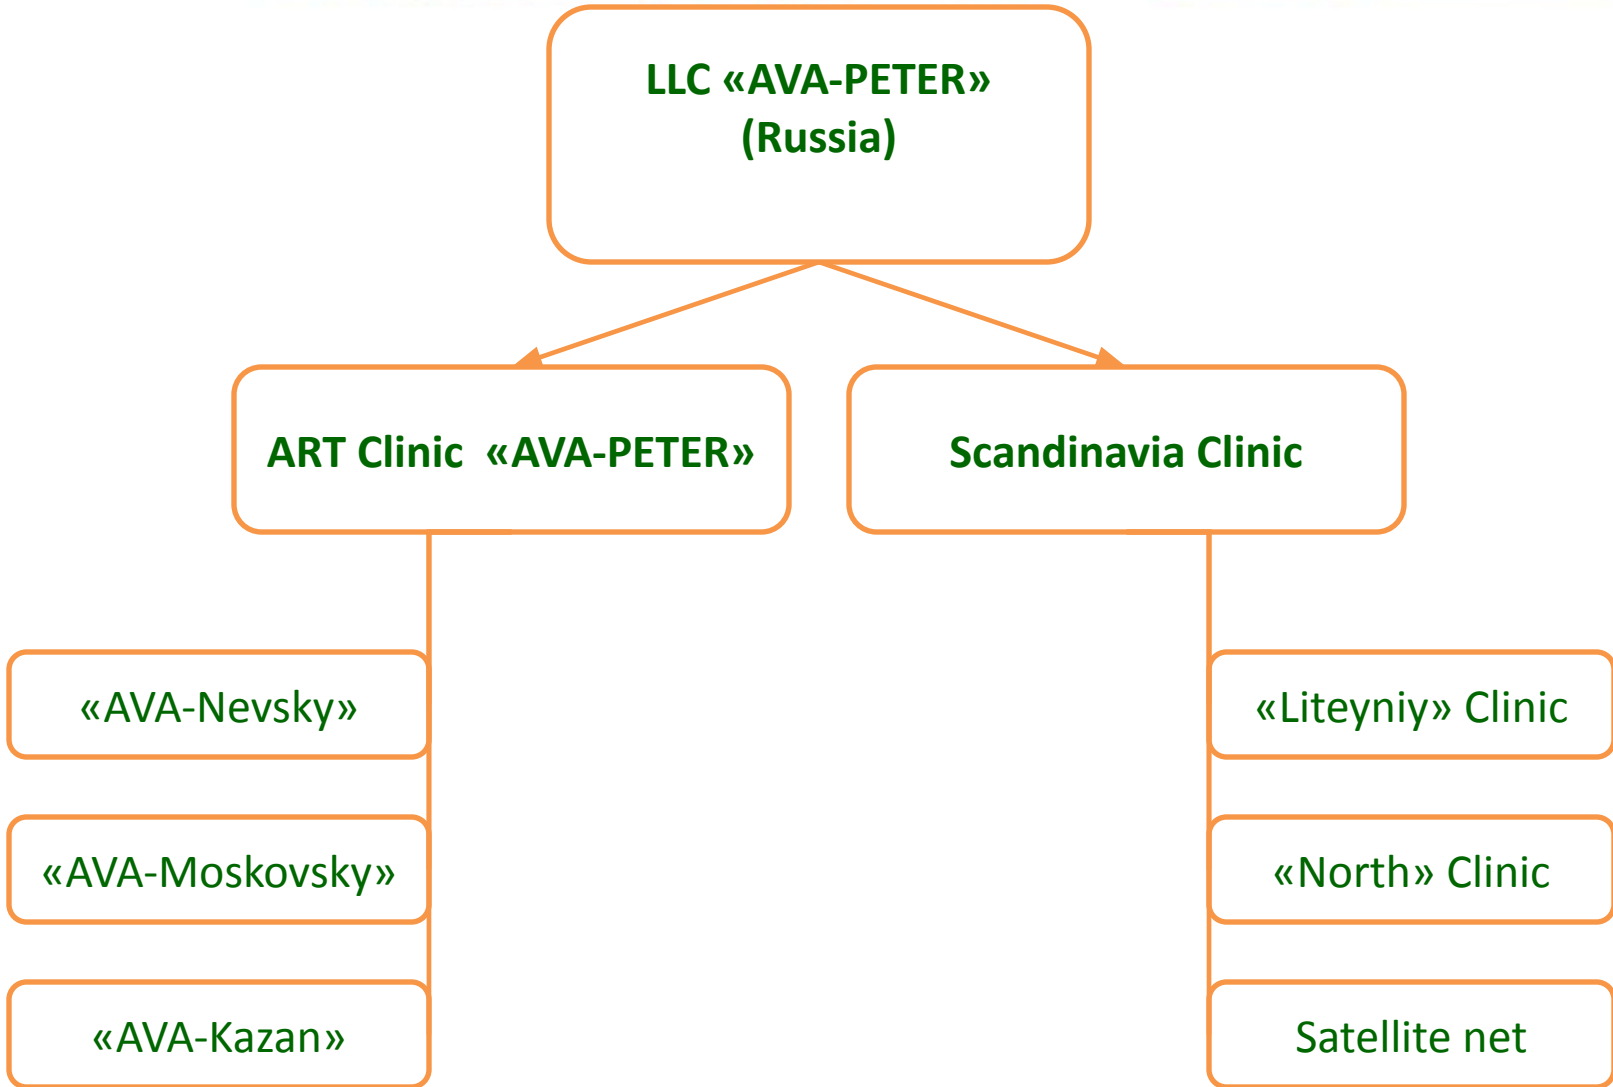 LLC «AVA-PETER»
(Russia)
ART Clinic «AVA-PETER»
Scandinavia Clinic
«AVA-Nevsky»
«Liteyniy» Clinic
«AVA-Moskovsky»
«North» Clinic
«AVA-Kazan»
Satellite net